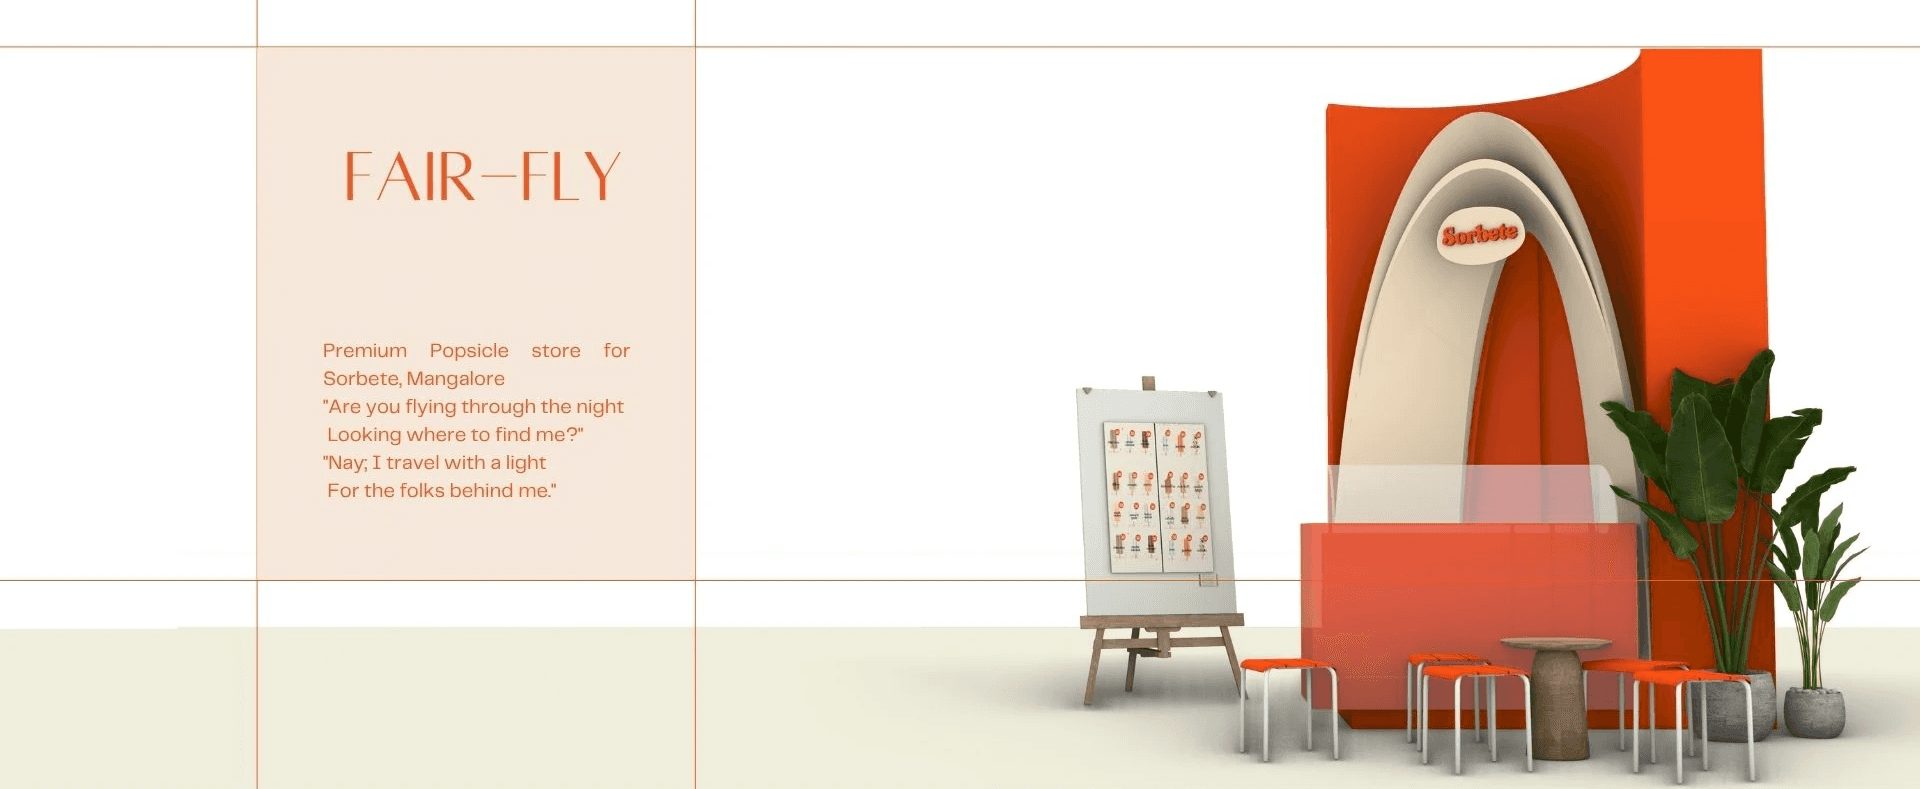 FAIR—FLY
Premium Popsicle store for
Sorbete, Mangalore
"Are you flying through the night
Looking where to find me?"
"Nay; I travel with a light
For the folks behind me."
Sorbete